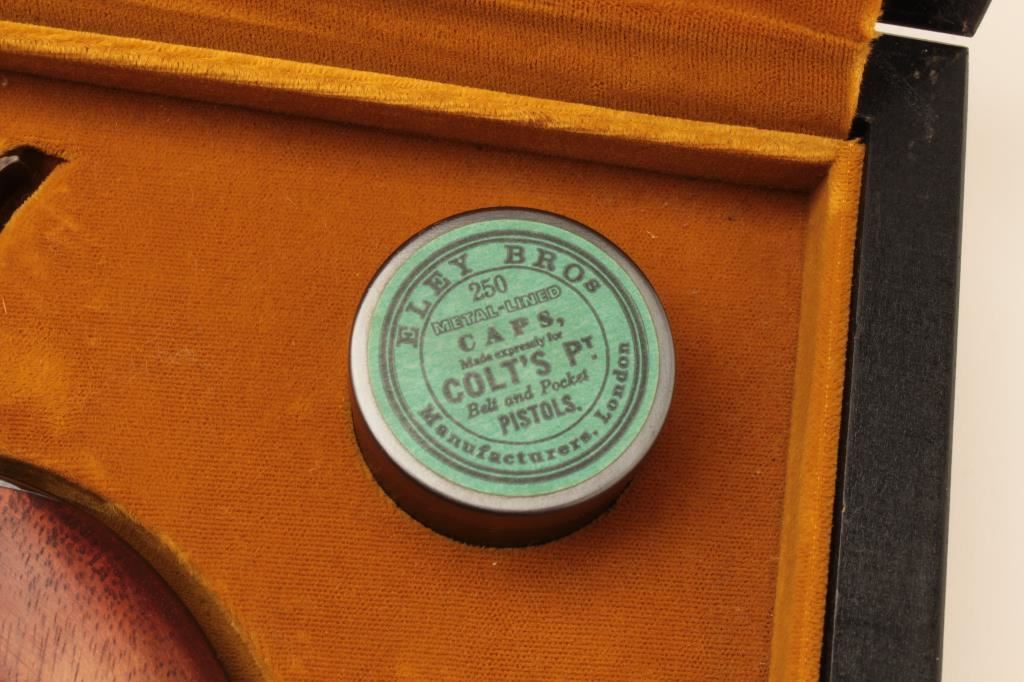 ELEY BROS
250
METAL-LINED
CAPS,
Made expressly for
COLT'S PT.
Belt and Pocket
PISTOLS.
Manufacturers, London